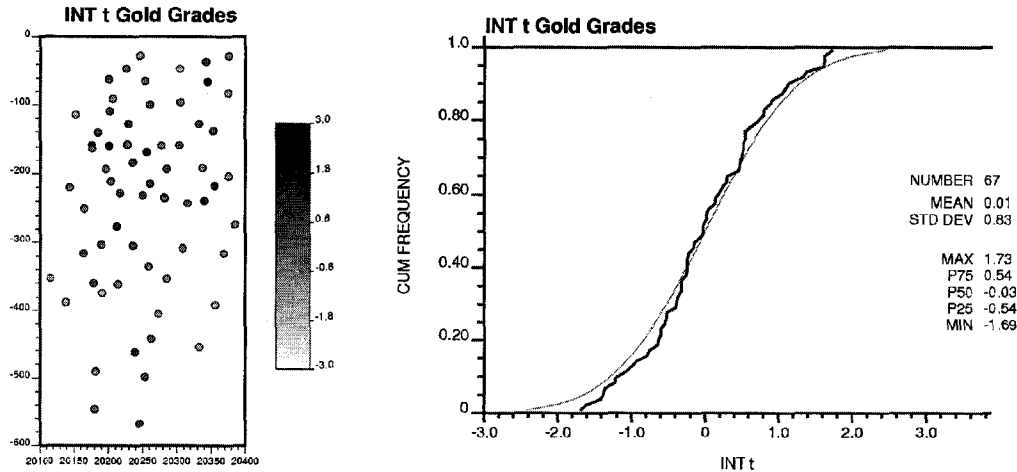 INT t Gold Grades
0
-100
-200
-300
-400
-500
-600
20100 20150 20200 20250 20300 20350 20400
3.0
1.8
0.6
-0.6
-1.8
-3.0
INT t Gold Grades
1.0
0.80
0.60
0.40
0.20
0
CUM FREQUENCY
-3.0 -2.0 -1.0 0 1.0 2.0 3.0
INT t
NUMBER 67
MEAN 0.01
STD DEV 0.83
MAX 1.73
P75 0.54
P50 -0.03
P25 -0.54
MIN -1.69